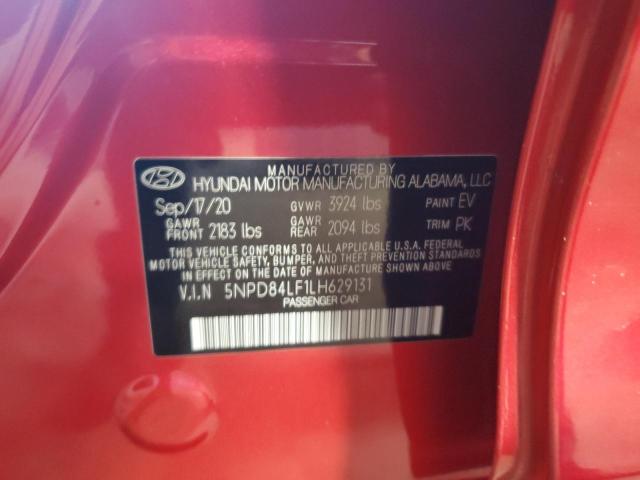 MANUFACTURED BY
HYUNDAI MOTOR MANUFACTURING ALABAMA, LLC
Sep/17/20 GVWR 3924 lbs PAINT EV
GAWR FRONT 2183 lbs GAWR REAR 2094 lbs TRIM PK
THIS VEHICLE CONFORMS TO ALL APPLICABLE U.S.A. FEDERAL
MOTOR VEHICLE SAFETY, BUMPER, AND THEFT PREVENTION STANDARDS
IN EFFECT ON THE DATE OF MANUFACTURE SHOWN ABOVE.
V.I.N 5NPD84LF1LH629131
PASSENGER CAR